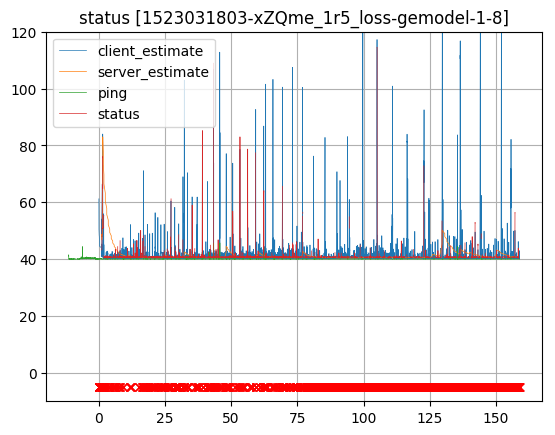 status [1523031803-xZQme_1r5_loss-gemodel-1-8]
120
100
80
60
40
20
0
client_estimate
server_estimate
ping
status
0 25 50 75 100 125 150